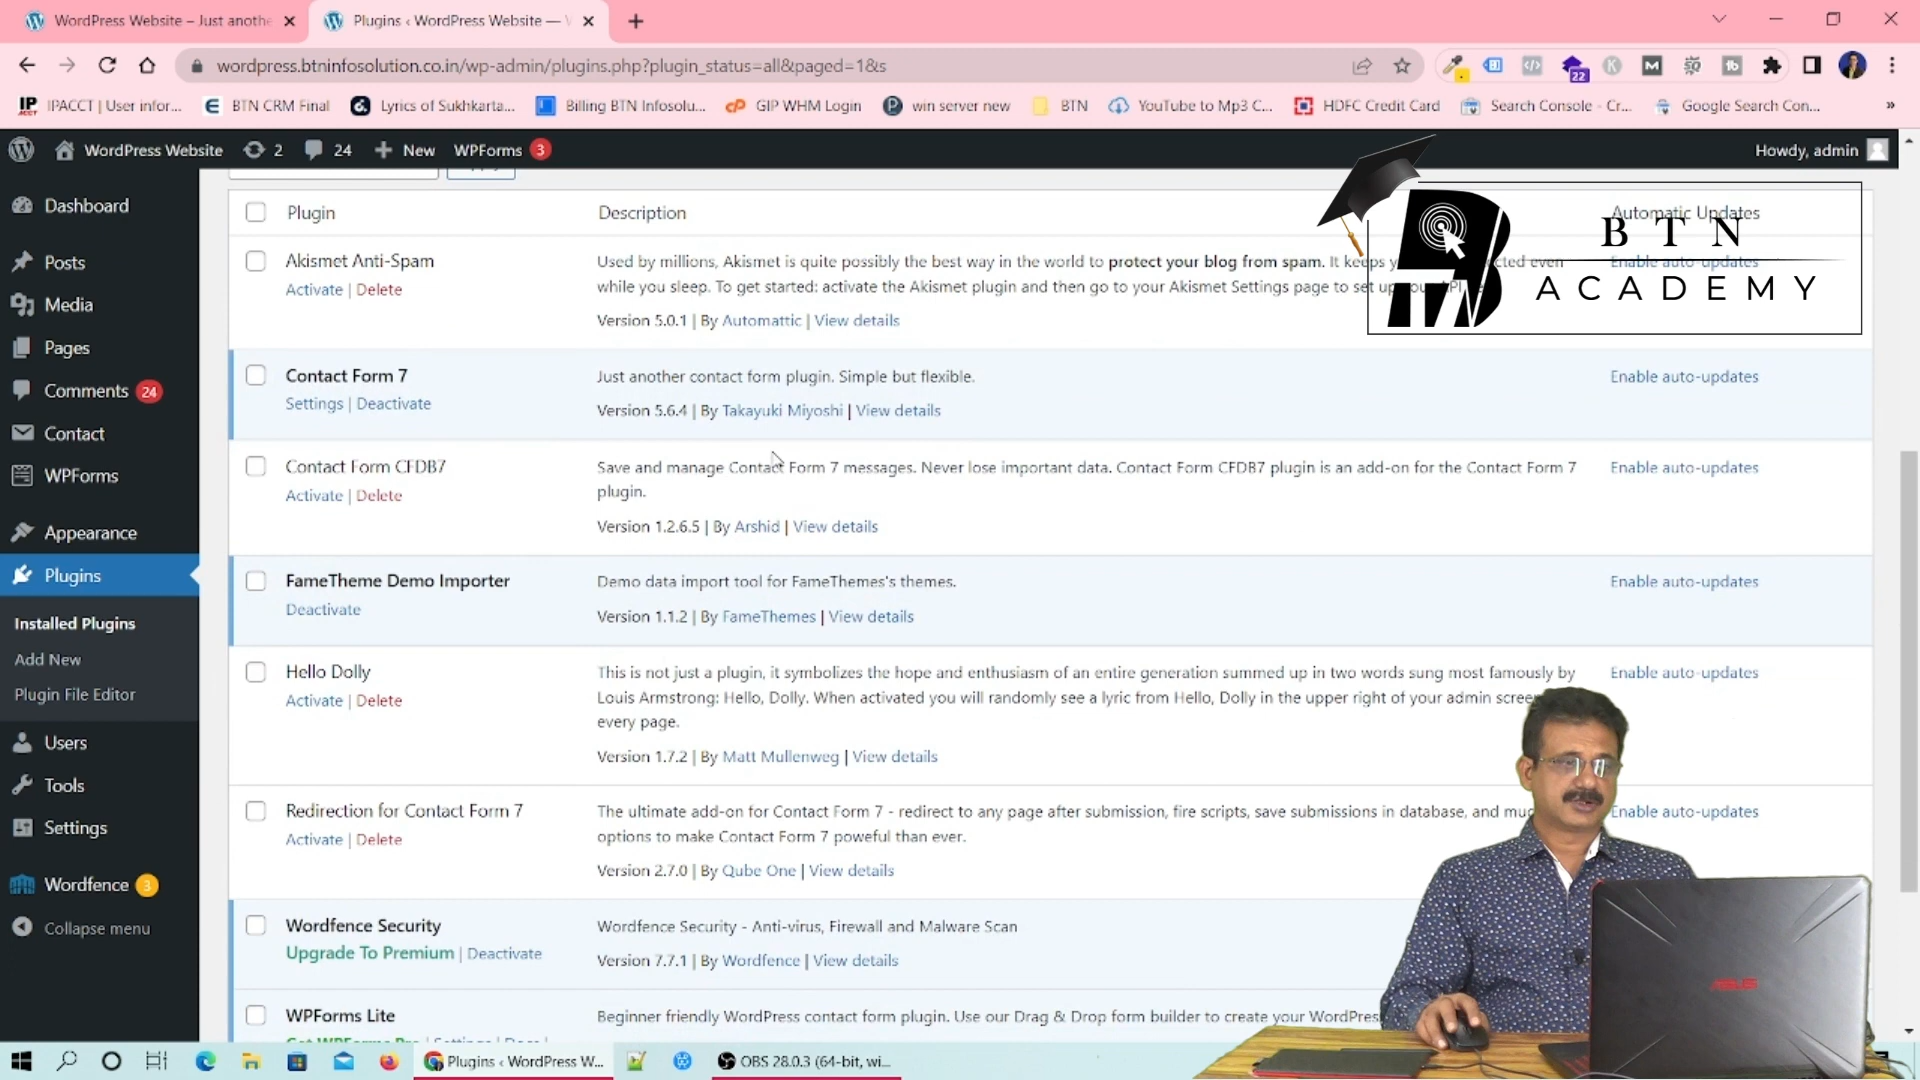 WordPress Website – Just anothe
Plugins ‹ WordPress Website —
wordpress.btninfosolution.co.in/wp-admin/plugins.php?plugin_status=all&paged=1&s
22
IPACCT | User infor...
BTN CRM Final
Lyrics of Sukhkarta...
Billing BTN Infosolu...
GIP WHM Login
win server new
BTN
YouTube to Mp3 C...
HDFC Credit Card
Search Console - Cr...
Google Search Con...
WordPress Website
2
24
New
WPForms 3
Howdy, admin
Dashboard
Posts
Media
Pages
Comments 24
Contact
WPForms
Appearance
Plugins
Installed Plugins
Add New
Plugin File Editor
Users
Tools
Settings
Wordfence 3
Collapse menu
Plugin
Description
Automatic Updates
BTN
ACADEMY
Akismet Anti-Spam
Activate | Delete
Used by millions, Akismet is quite possibly the best way in the world to protect your blog from spam. It keeps
while you sleep. To get started: activate the Akismet plugin and then go to your Akismet Settings page to set
Version 5.0.1 | By Automattic | View details
Enable auto-updates
Contact Form 7
Settings | Deactivate
Just another contact form plugin. Simple but flexible.
Version 5.6.4 | By Takayuki Miyoshi | View details
Enable auto-updates
Contact Form CFDB7
Activate | Delete
Save and manage Contact Form 7 messages. Never lose important data. Contact Form CFDB7 plugin is an add-on for the Contact Form 7
plugin.
Version 1.2.6.5 | By Arshid | View details
Enable auto-updates
FameTheme Demo Importer
Deactivate
Demo data import tool for FameThemes's themes.
Version 1.1.2 | By FameThemes | View details
Enable auto-updates
Hello Dolly
Activate | Delete
This is not just a plugin, it symbolizes the hope and enthusiasm of an entire generation summed up in two words sung most famously by
Louis Armstrong: Hello, Dolly. When activated you will randomly see a lyric from Hello, Dolly in the upper right of your admin scree
every page.
Version 1.7.2 | By Matt Mullenweg | View details
Enable auto-updates
Redirection for Contact Form 7
Activate | Delete
The ultimate add-on for Contact Form 7 - redirect to any page after submission, fire scripts, save submissions in database, and muc
options to make Contact Form 7 poweful than ever.
Version 2.7.0 | By Qube One | View details
Enable auto-updates
Wordfence Security
Upgrade To Premium | Deactivate
Wordfence Security - Anti-virus, Firewall and Malware Scan
Version 7.7.1 | By Wordfence | View details
WPForms Lite
Get WPForms Pro | Settings | Docs |
Beginner friendly WordPress contact form plugin. Use our Drag & Drop form builder to create your WordPres
ASUS
Plugins ‹ WordPress W...
OBS 28.0.3 (64-bit, wi...